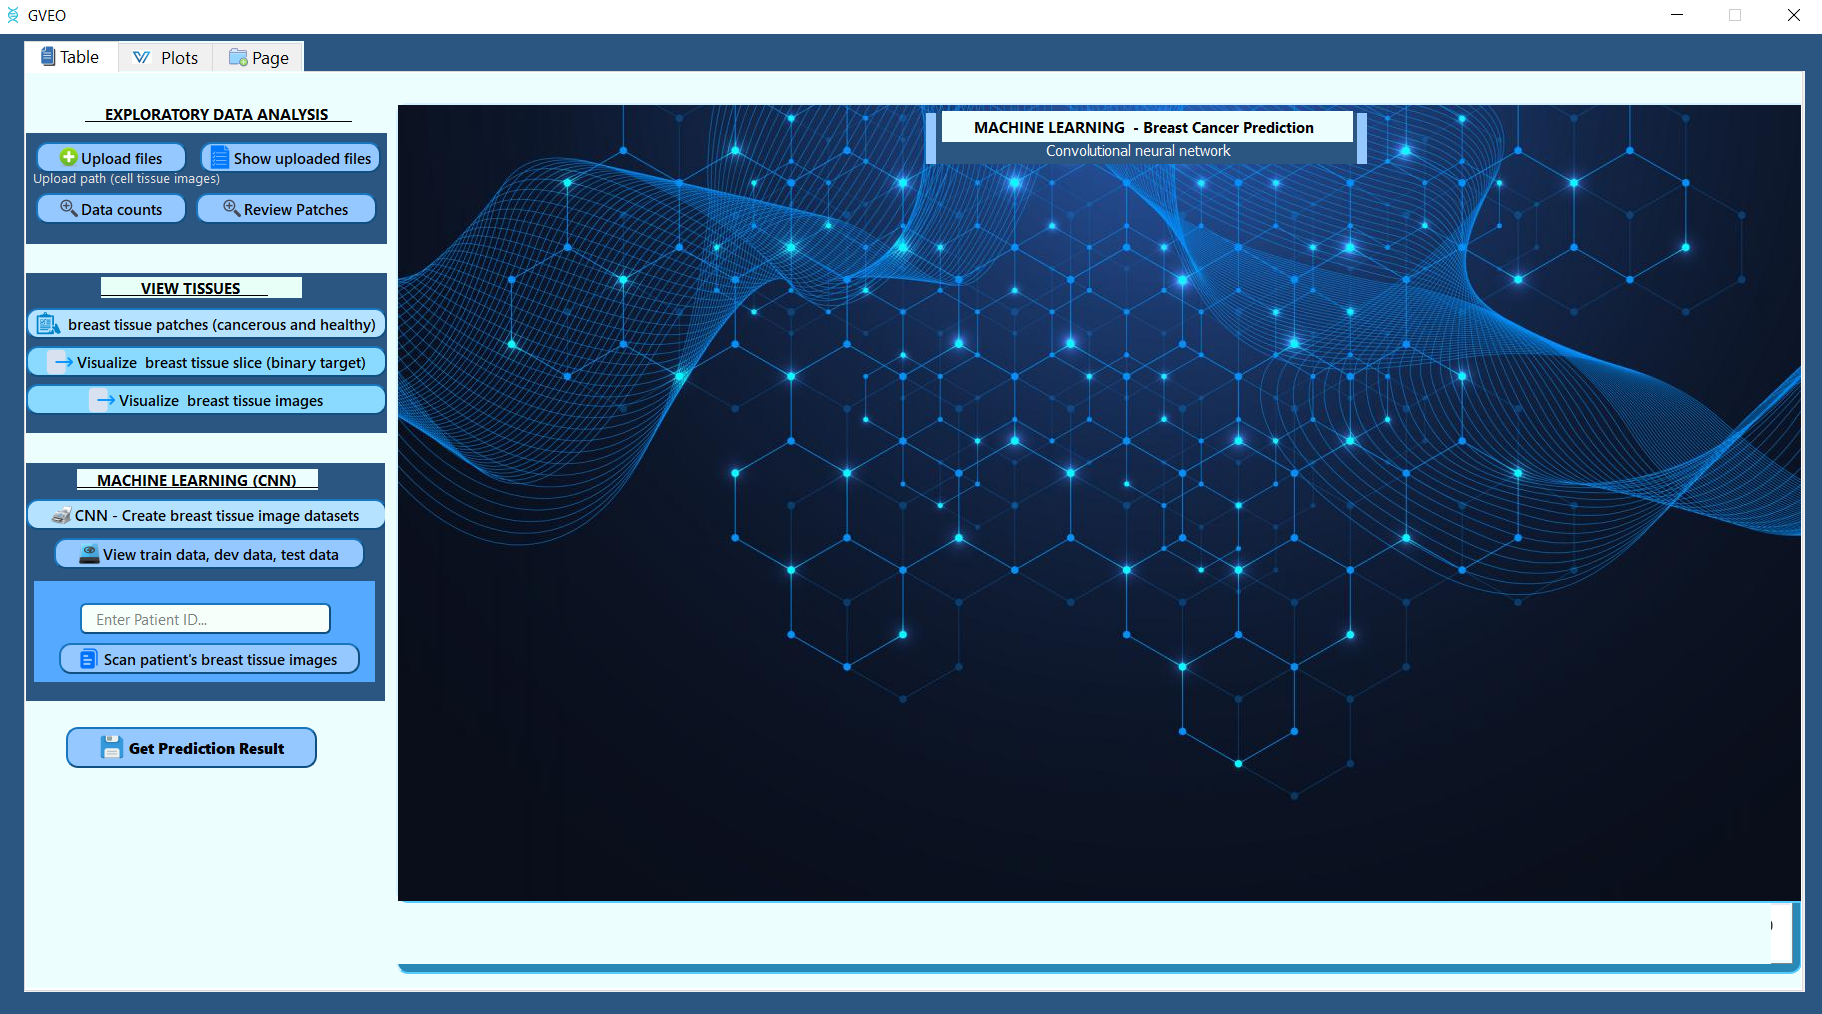 GVEO
Table
Plots
Page
EXPLORATORY DATA ANALYSIS
Upload files
Show uploaded files
Upload path (cell tissue images)
Data counts
Review Patches
VIEW TISSUES
breast tissue patches (cancerous and healthy)
Visualize  breast tissue slice (binary target)
Visualize  breast tissue images
MACHINE LEARNING (CNN)
CNN - Create breast tissue image datasets
View train data, dev data, test data
Enter Patient ID...
Scan patient's breast tissue images
Get Prediction Result
MACHINE LEARNING  - Breast Cancer Prediction
Convolutional neural network